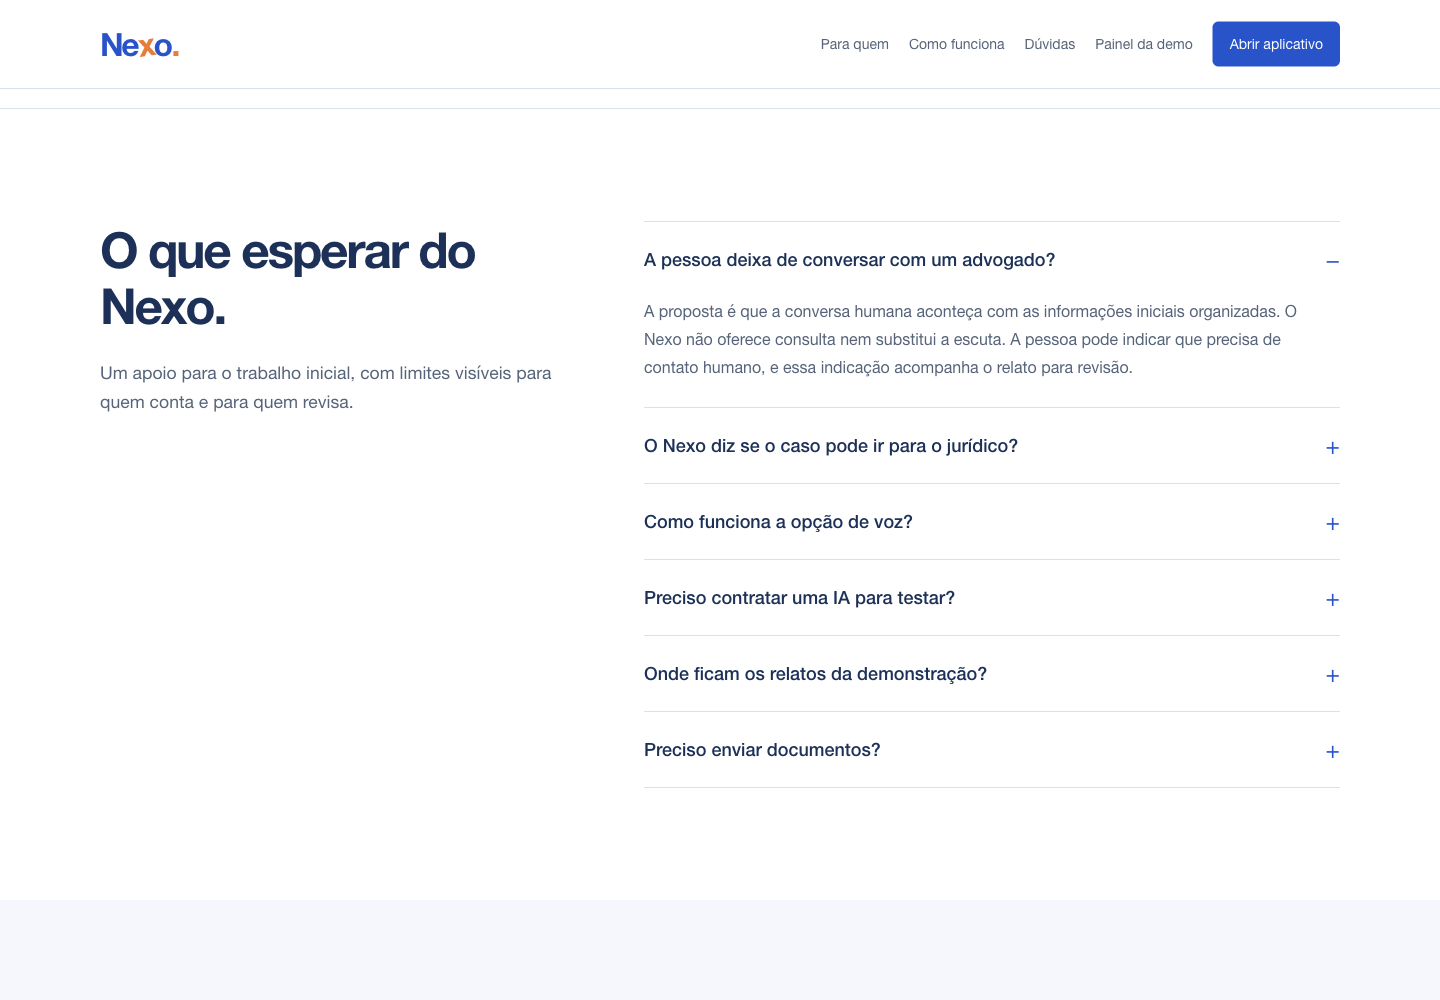 Nexo.
Para quem
Como funciona
Dúvidas
Painel da demo
Abrir aplicativo
O que esperar do
Nexo.
Um apoio para o trabalho inicial, com limites visíveis para
quem conta e para quem revisa.
A pessoa deixa de conversar com um advogado? −
A proposta é que a conversa humana aconteça com as informações iniciais organizadas. O
Nexo não oferece consulta nem substitui a escuta. A pessoa pode indicar que precisa de
contato humano, e essa indicação acompanha o relato para revisão.
O Nexo diz se o caso pode ir para o jurídico? +
Como funciona a opção de voz? +
Preciso contratar uma IA para testar? +
Onde ficam os relatos da demonstração? +
Preciso enviar documentos? +